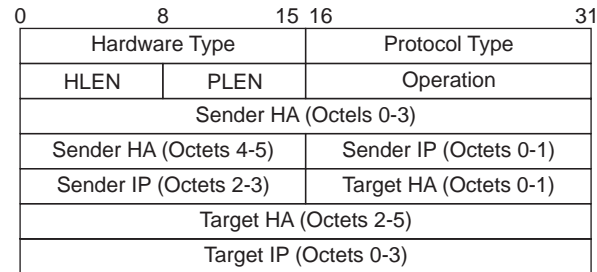 0 8 15 16 31
Hardware Type Protocol Type
HLEN PLEN Operation
Sender HA (Octels 0-3)
Sender HA (Octets 4-5) Sender IP (Octets 0-1)
Sender IP (Octets 2-3) Target HA (Octets 0-1)
Target HA (Octets 2-5)
Target IP (Octets 0-3)